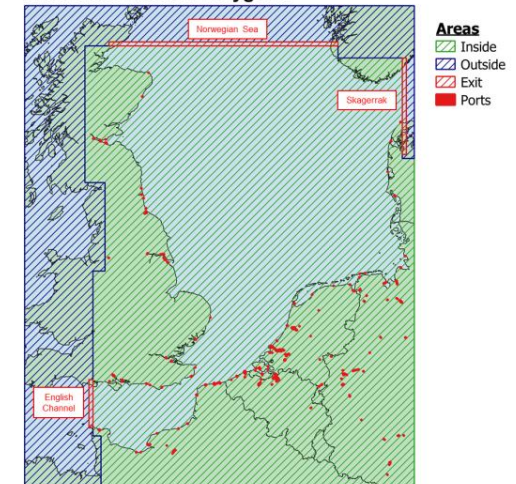 Norwegian Sea
Areas
Inside
Outside
Exit
Ports
Skagerrak
English
Channel